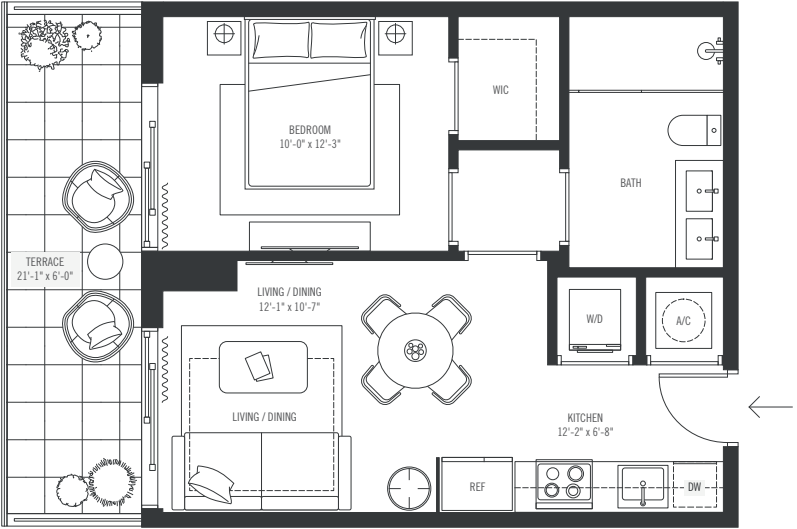 WIC
BEDROOM
10'-0" x 12'-3"
BATH
TERRACE
21'-1" x 6'-0"
LIVING / DINING
12'-1" x 10'-7"
W/D
A/C
LIVING / DINING
KITCHEN
12'-2" x 6'-8"
REF
DW